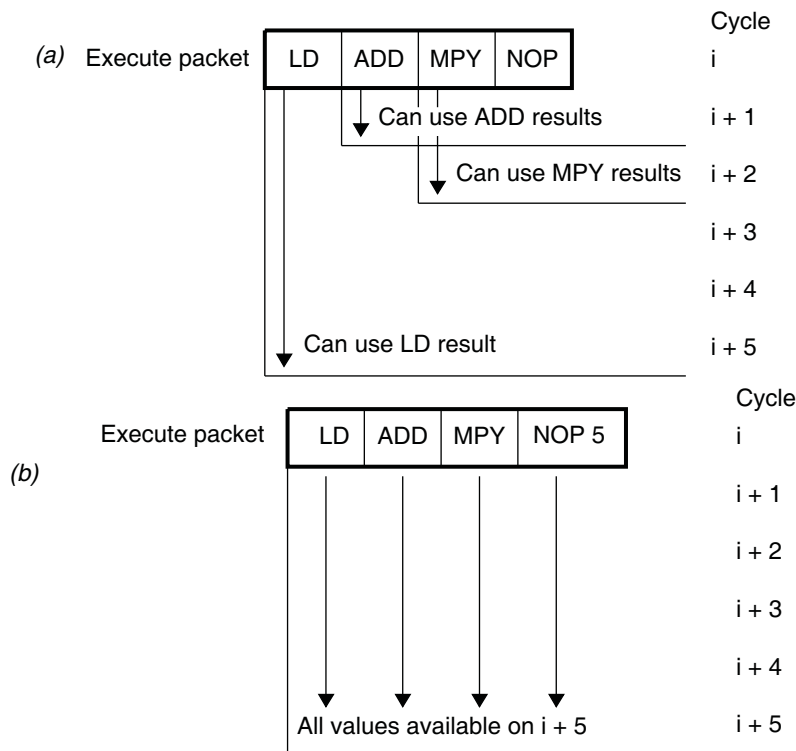 Cycle
(a) Execute packet LD ADD MPY NOP i
Can use ADD results i + 1
Can use MPY results i + 2
i + 3
i + 4
Can use LD result i + 5
Cycle
Execute packet LD ADD MPY NOP 5 i
(b)
i + 1
i + 2
i + 3
i + 4
All values available on i + 5 i + 5